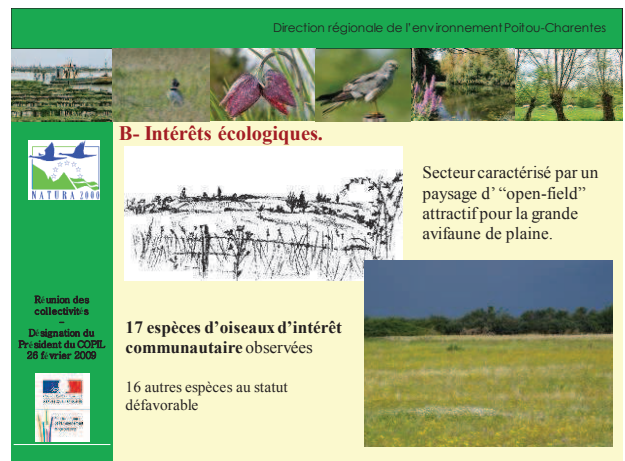 Direction régionale de l'environnement Poitou-Charentes
B- Intérêts écologiques.
NATURA 2000
Secteur caractérisé par un
paysage d' "open-field"
attractif pour la grande
avifaune de plaine.
Réunion des
collectivités
–
Désignation du
Président du COPIL
26 février 2009
17 espèces d'oiseaux d'intérêt
communautaire observées
16 autres espèces au statut
défavorable